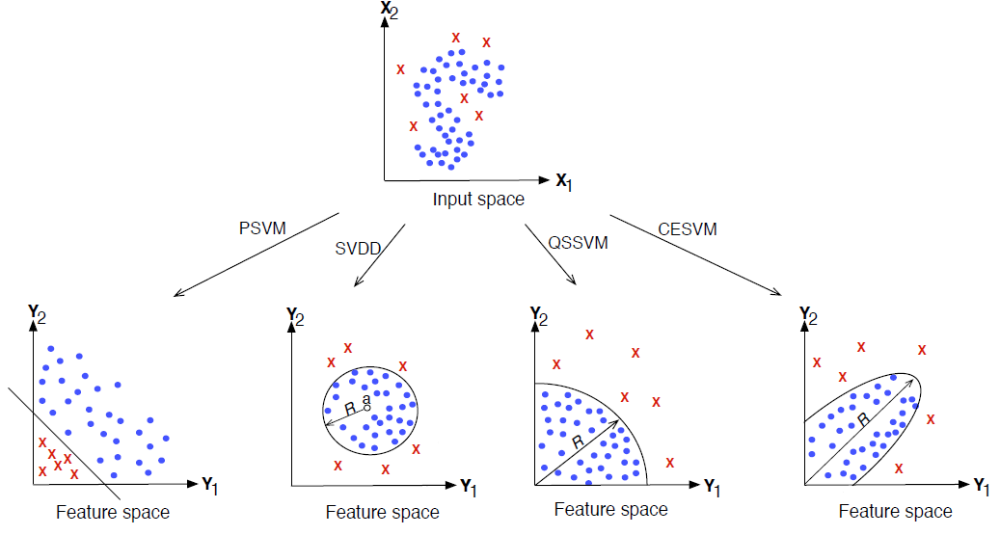 X2
X1
Input space
PSVM
SVDD
QSSVM
CESVM
Y2
Y1
Feature space
Y2
a
R
Y1
Feature space
Y2
R
Y1
Feature space
Y2
R
Y1
Feature space